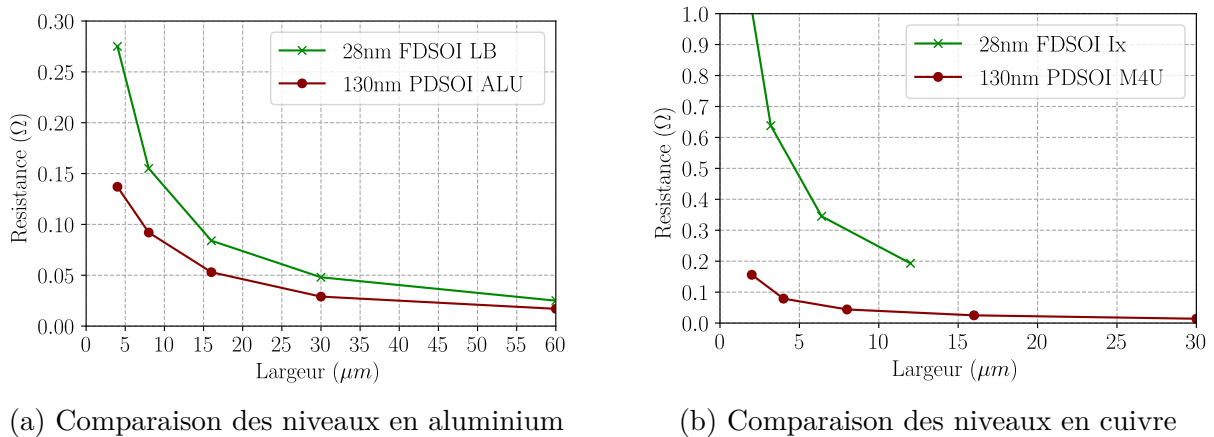 0.30
0.25
0.20
0.15
0.10
0.05
0.00
Resistance (Ω)
28nm FDSOI LB
130nm PDSOI ALU
0 5 10 15 20 25 30 35 40 45 50 55 60
Largeur (μm)
(a) Comparaison des niveaux en aluminium
1.0
0.9
0.8
0.7
0.6
0.5
0.4
0.3
0.2
0.1
0.0
Resistance (Ω)
28nm FDSOI Ix
130nm PDSOI M4U
0 5 10 15 20 25 30
Largeur (μm)
(b) Comparaison des niveaux en cuivre